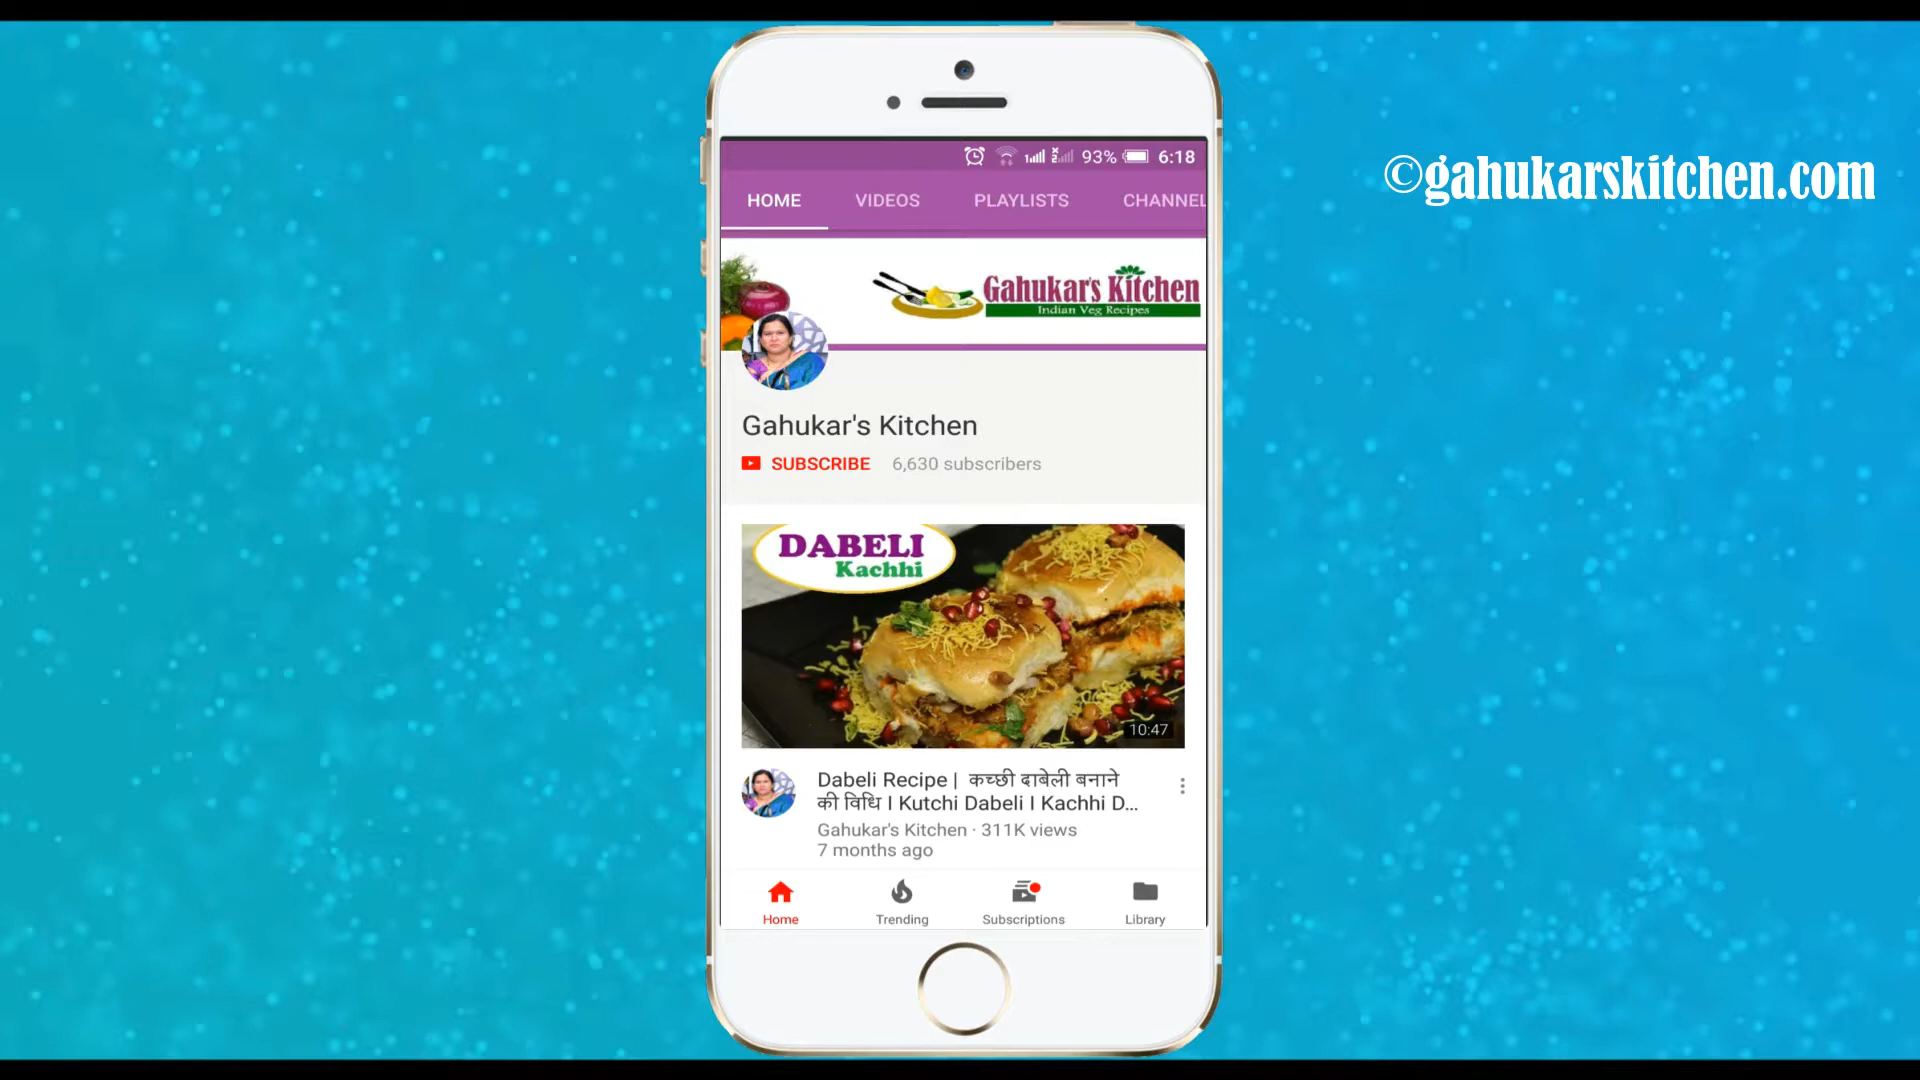 93% 6:18
©gahukarskitchen.com
HOME VIDEOS PLAYLISTS CHANNEL
Gahukar's Kitchen
Indian Veg Recipes
Gahukar's Kitchen
SUBSCRIBE 6,630 subscribers
DABELI
Kachhi
10:47
Dabeli Recipe | कच्छी दाबेली बनाने
की विधि I Kutchi Dabeli I Kachhi D...
Gahukar's Kitchen · 311K views
7 months ago
Home Trending Subscriptions Library